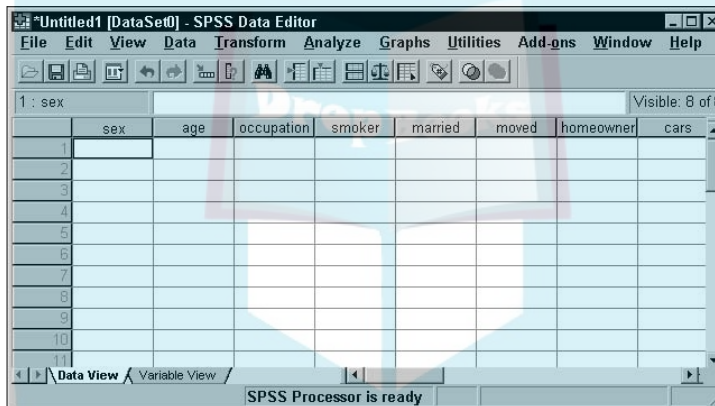 *Untitled1 [DataSet0] - SPSS Data Editor
File Edit View Data Transform Analyze Graphs Utilities Add-ons Window Help
1 : sex Visible: 8 of
sex age occupation smoker married moved homeowner cars
1
2
3
4
5
6
7
8
9
10
11
Data View Variable View
SPSS Processor is ready
DropBooks